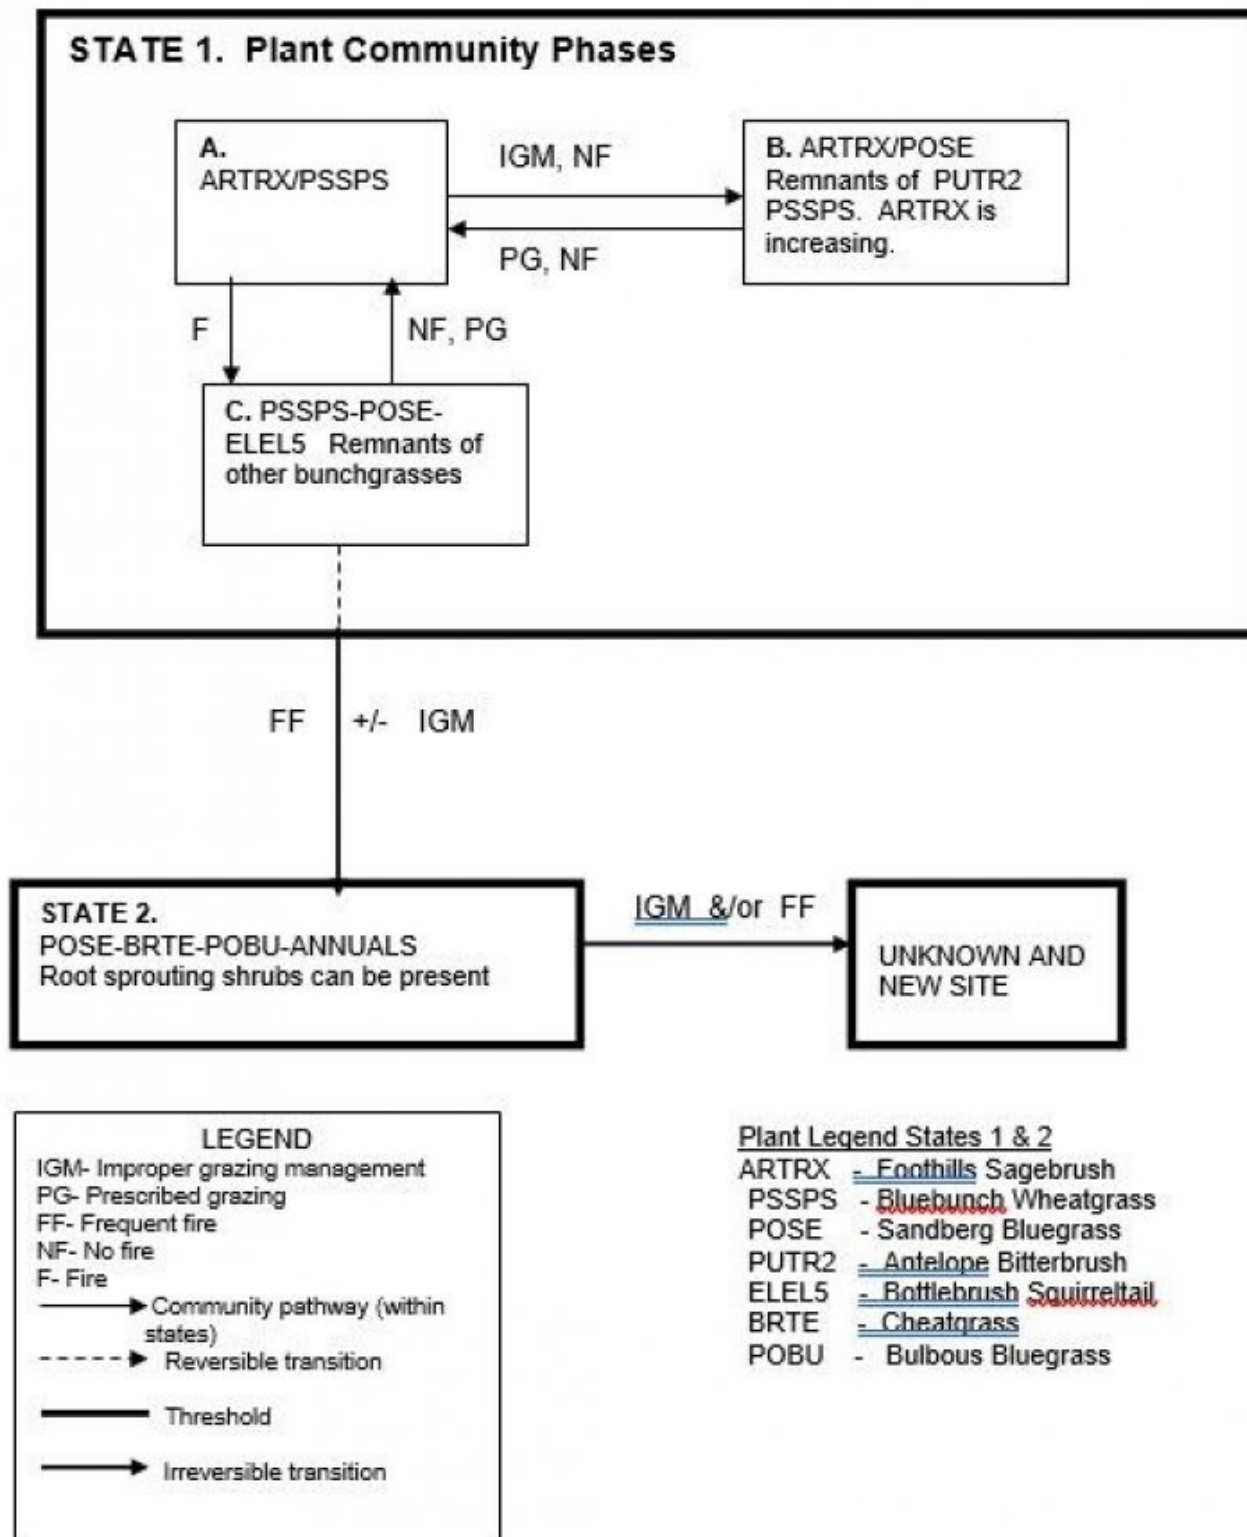 STATE 1. Plant Community Phases
A.
ARTRX/PSSPS
IGM, NF
PG, NF
B. ARTRX/POSE
Remnants of PUTR2
PSSPS. ARTRX is
increasing.
F
NF, PG
C. PSSPS-POSE-
ELEL5 Remnants of
other bunchgrasses
FF +/- IGM
STATE 2.
POSE-BRTE-POBU-ANNUALS
Root sprouting shrubs can be present
IGM &/or FF
UNKNOWN AND
NEW SITE
LEGEND
IGM- Improper grazing management
PG- Prescribed grazing
FF- Frequent fire
NF- No fire
F- Fire
Community pathway (within
states)
Reversible transition
Threshold
Irreversible transition
Plant Legend States 1 & 2
ARTRX - Foothills Sagebrush
PSSPS - Bluebunch Wheatgrass
POSE - Sandberg Bluegrass
PUTR2 - Antelope Bitterbrush
ELEL5 - Bottlebrush Squirreltail
BRTE - Cheatgrass
POBU - Bulbous Bluegrass